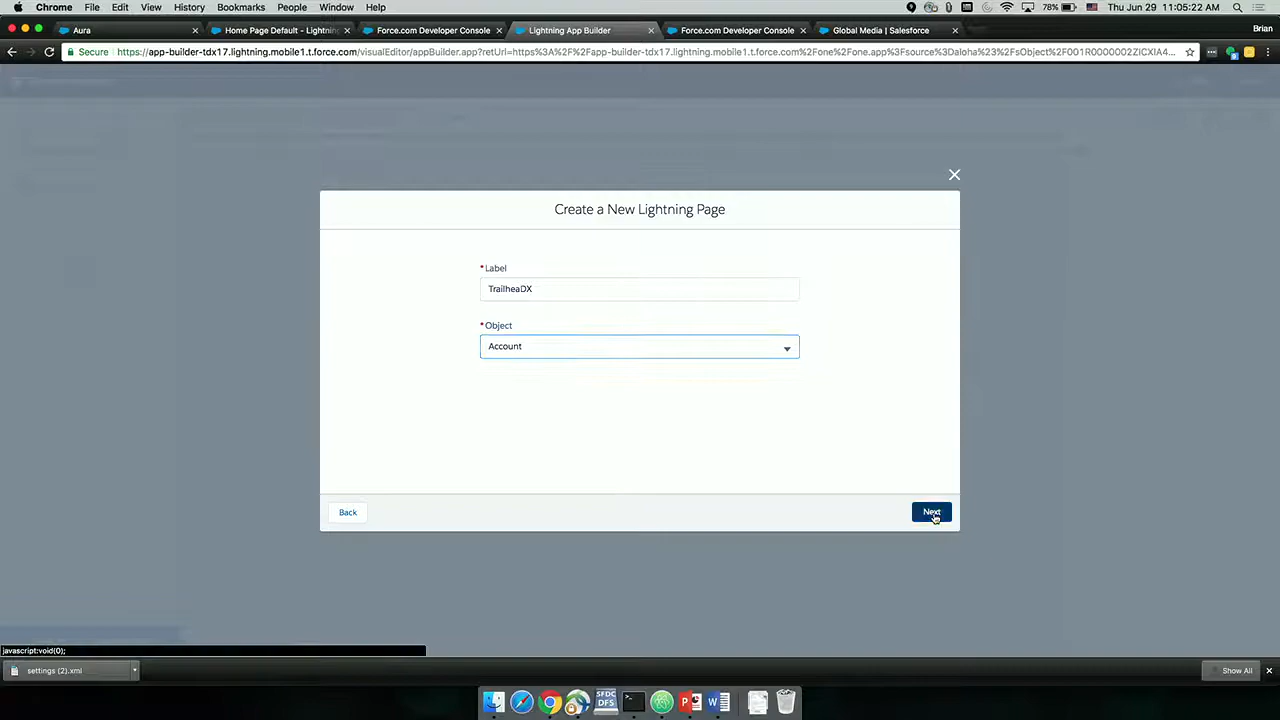 Chrome File Edit View History Bookmarks People Window Help 78% Thu Jun 29 11:05:22 AM
Aura Home Page Default - Lightnin Force.com Developer Console Lightning App Builder Force.com Developer Console Global Media | Salesforce Brian
Secure https://app-builder-tdx17.lightning.mobile1.t.force.com/visualEditor/appBuilder.app?retUrl=https%3A%2F%2Fapp-builder-tdx17.lightning.mobile1.t.force.com%2Fone%2Fone.app%3Fsource%3Daloha%23%2FsObject%2F001R0000002ZICXIA4...
Create a New Lightning Page
*Label
TrailheaDX
*Object
Account
Back Next
javascript:void(0);
settings (2).xml Show All
SFDC
DFS